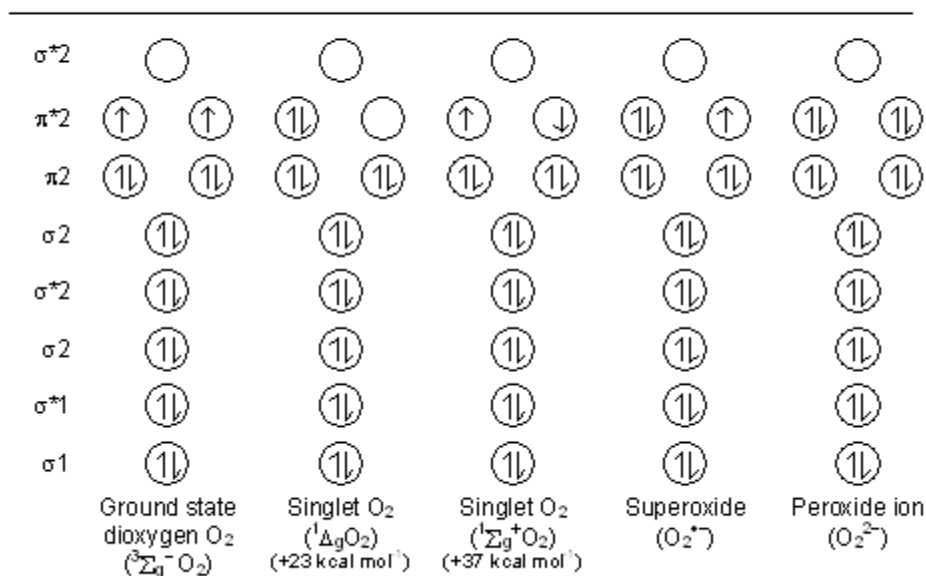 σ*2
π*2
π2
σ2
σ*2
σ2
σ*1
σ1
Ground state
dioxygen O₂
(³Σg⁻ O₂)
Singlet O₂
(¹ΔgO₂)
(+23 kcal mol⁻¹)
Singlet O₂
(¹Σg⁺O₂)
(+37 kcal mol⁻¹)
Superoxide
(O₂•⁻)
Peroxide ion
(O₂²⁻)